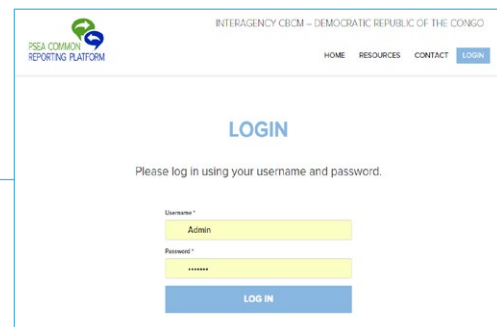 INTERAGENCY CBCM – DEMOCRATIC REPUBLIC OF THE CONGO
PSEA COMMON
REPORTING PLATFORM
HOME RESOURCES CONTACT LOGIN
LOGIN
Please log in using your username and password.
Username *
Admin
Password *
•••••••
LOG IN